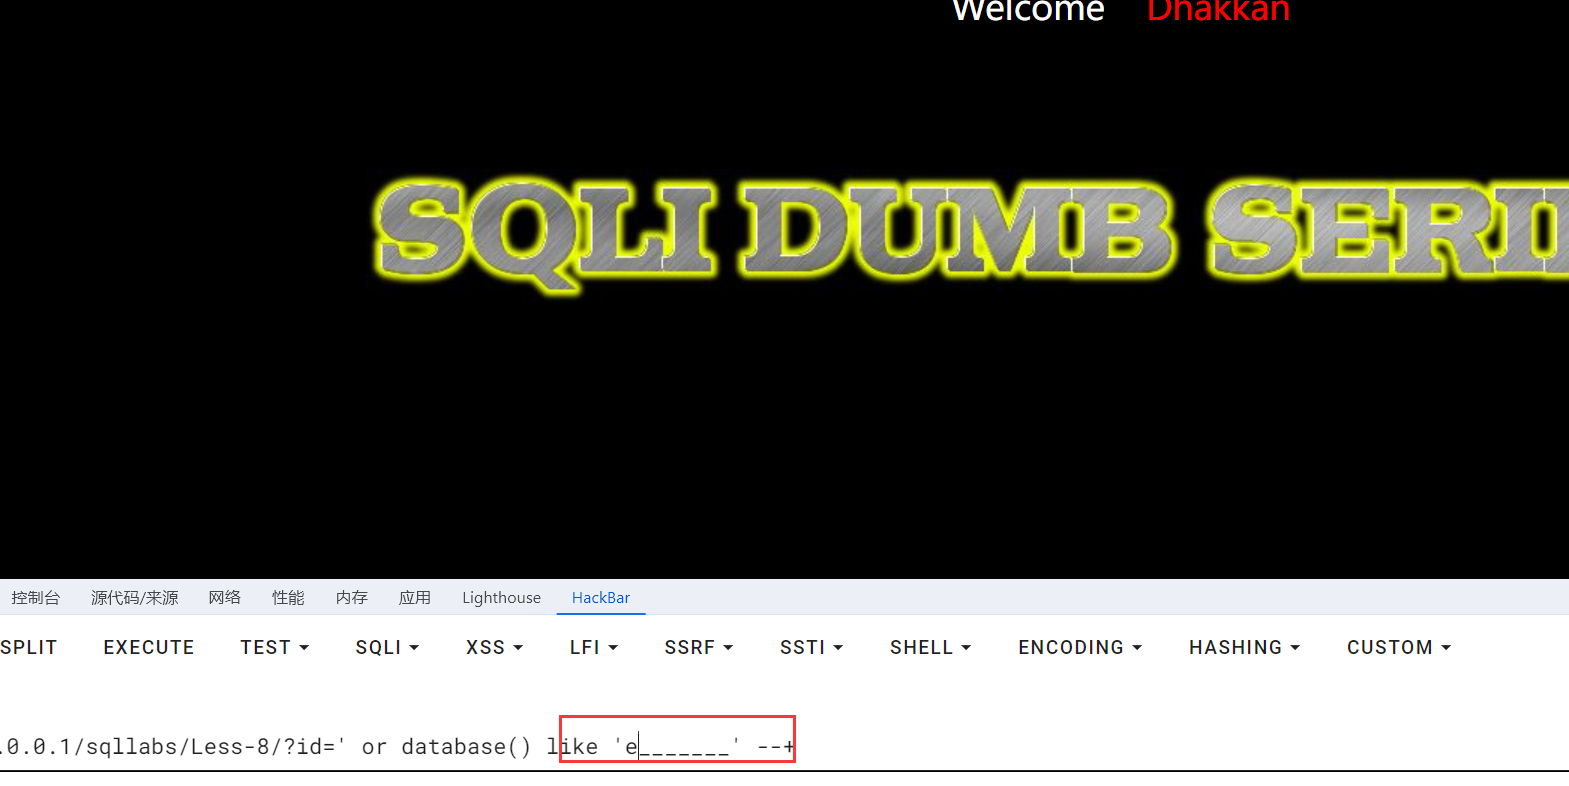 Welcome Dhakkan
SQLI DUMB SERI
控制台 源代码/来源 网络 性能 内存 应用 Lighthouse HackBar
SPLIT EXECUTE TEST SQLI XSS LFI SSRF SSTI SHELL ENCODING HASHING CUSTOM
.0.0.1/sqllabs/Less-8/?id=' or database() like 'e_______' --+